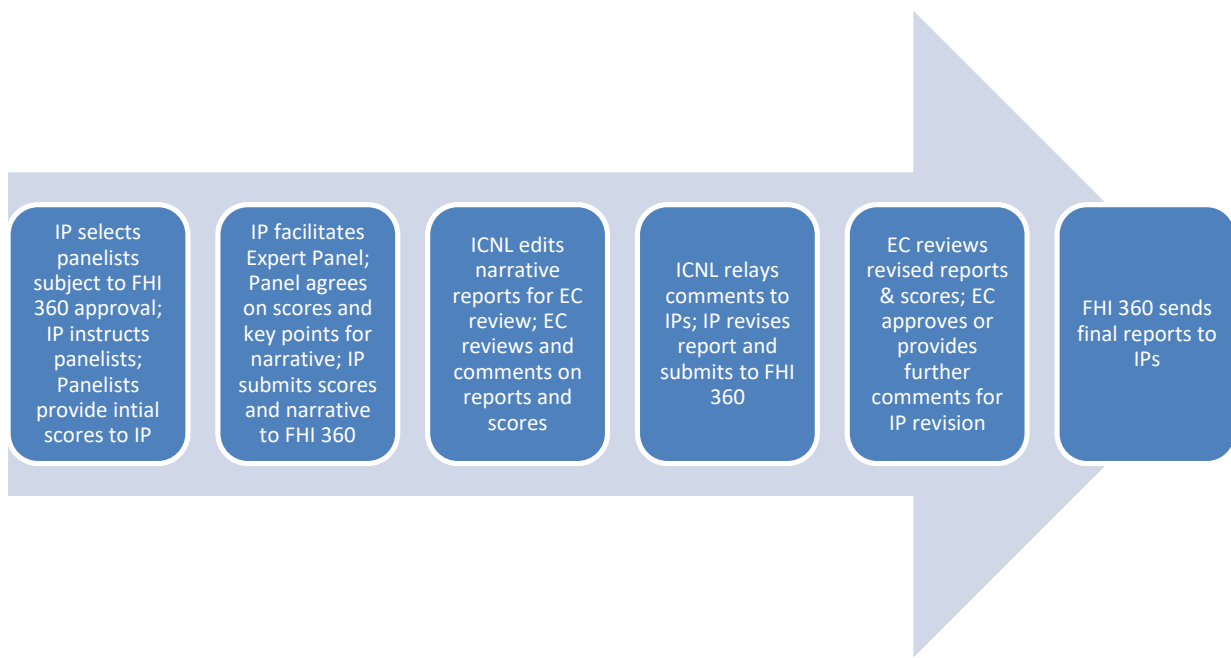 IP selects
panelists
subject to FHI
360 approval;
IP instructs
panelists;
Panelists
provide intial
scores to IP
IP facilitates
Expert Panel;
Panel agrees
on scores and
key points for
narrative; IP
submits scores
and narrative
to FHI 360
ICNL edits
narrative
reports for EC
review; EC
reviews and
comments on
reports and
scores
ICNL relays
comments to
IPs; IP revises
report and
submits to FHI
360
EC reviews
revised reports
& scores; EC
approves or
provides
further
comments for
IP revision
FHI 360 sends
final reports to
IPs